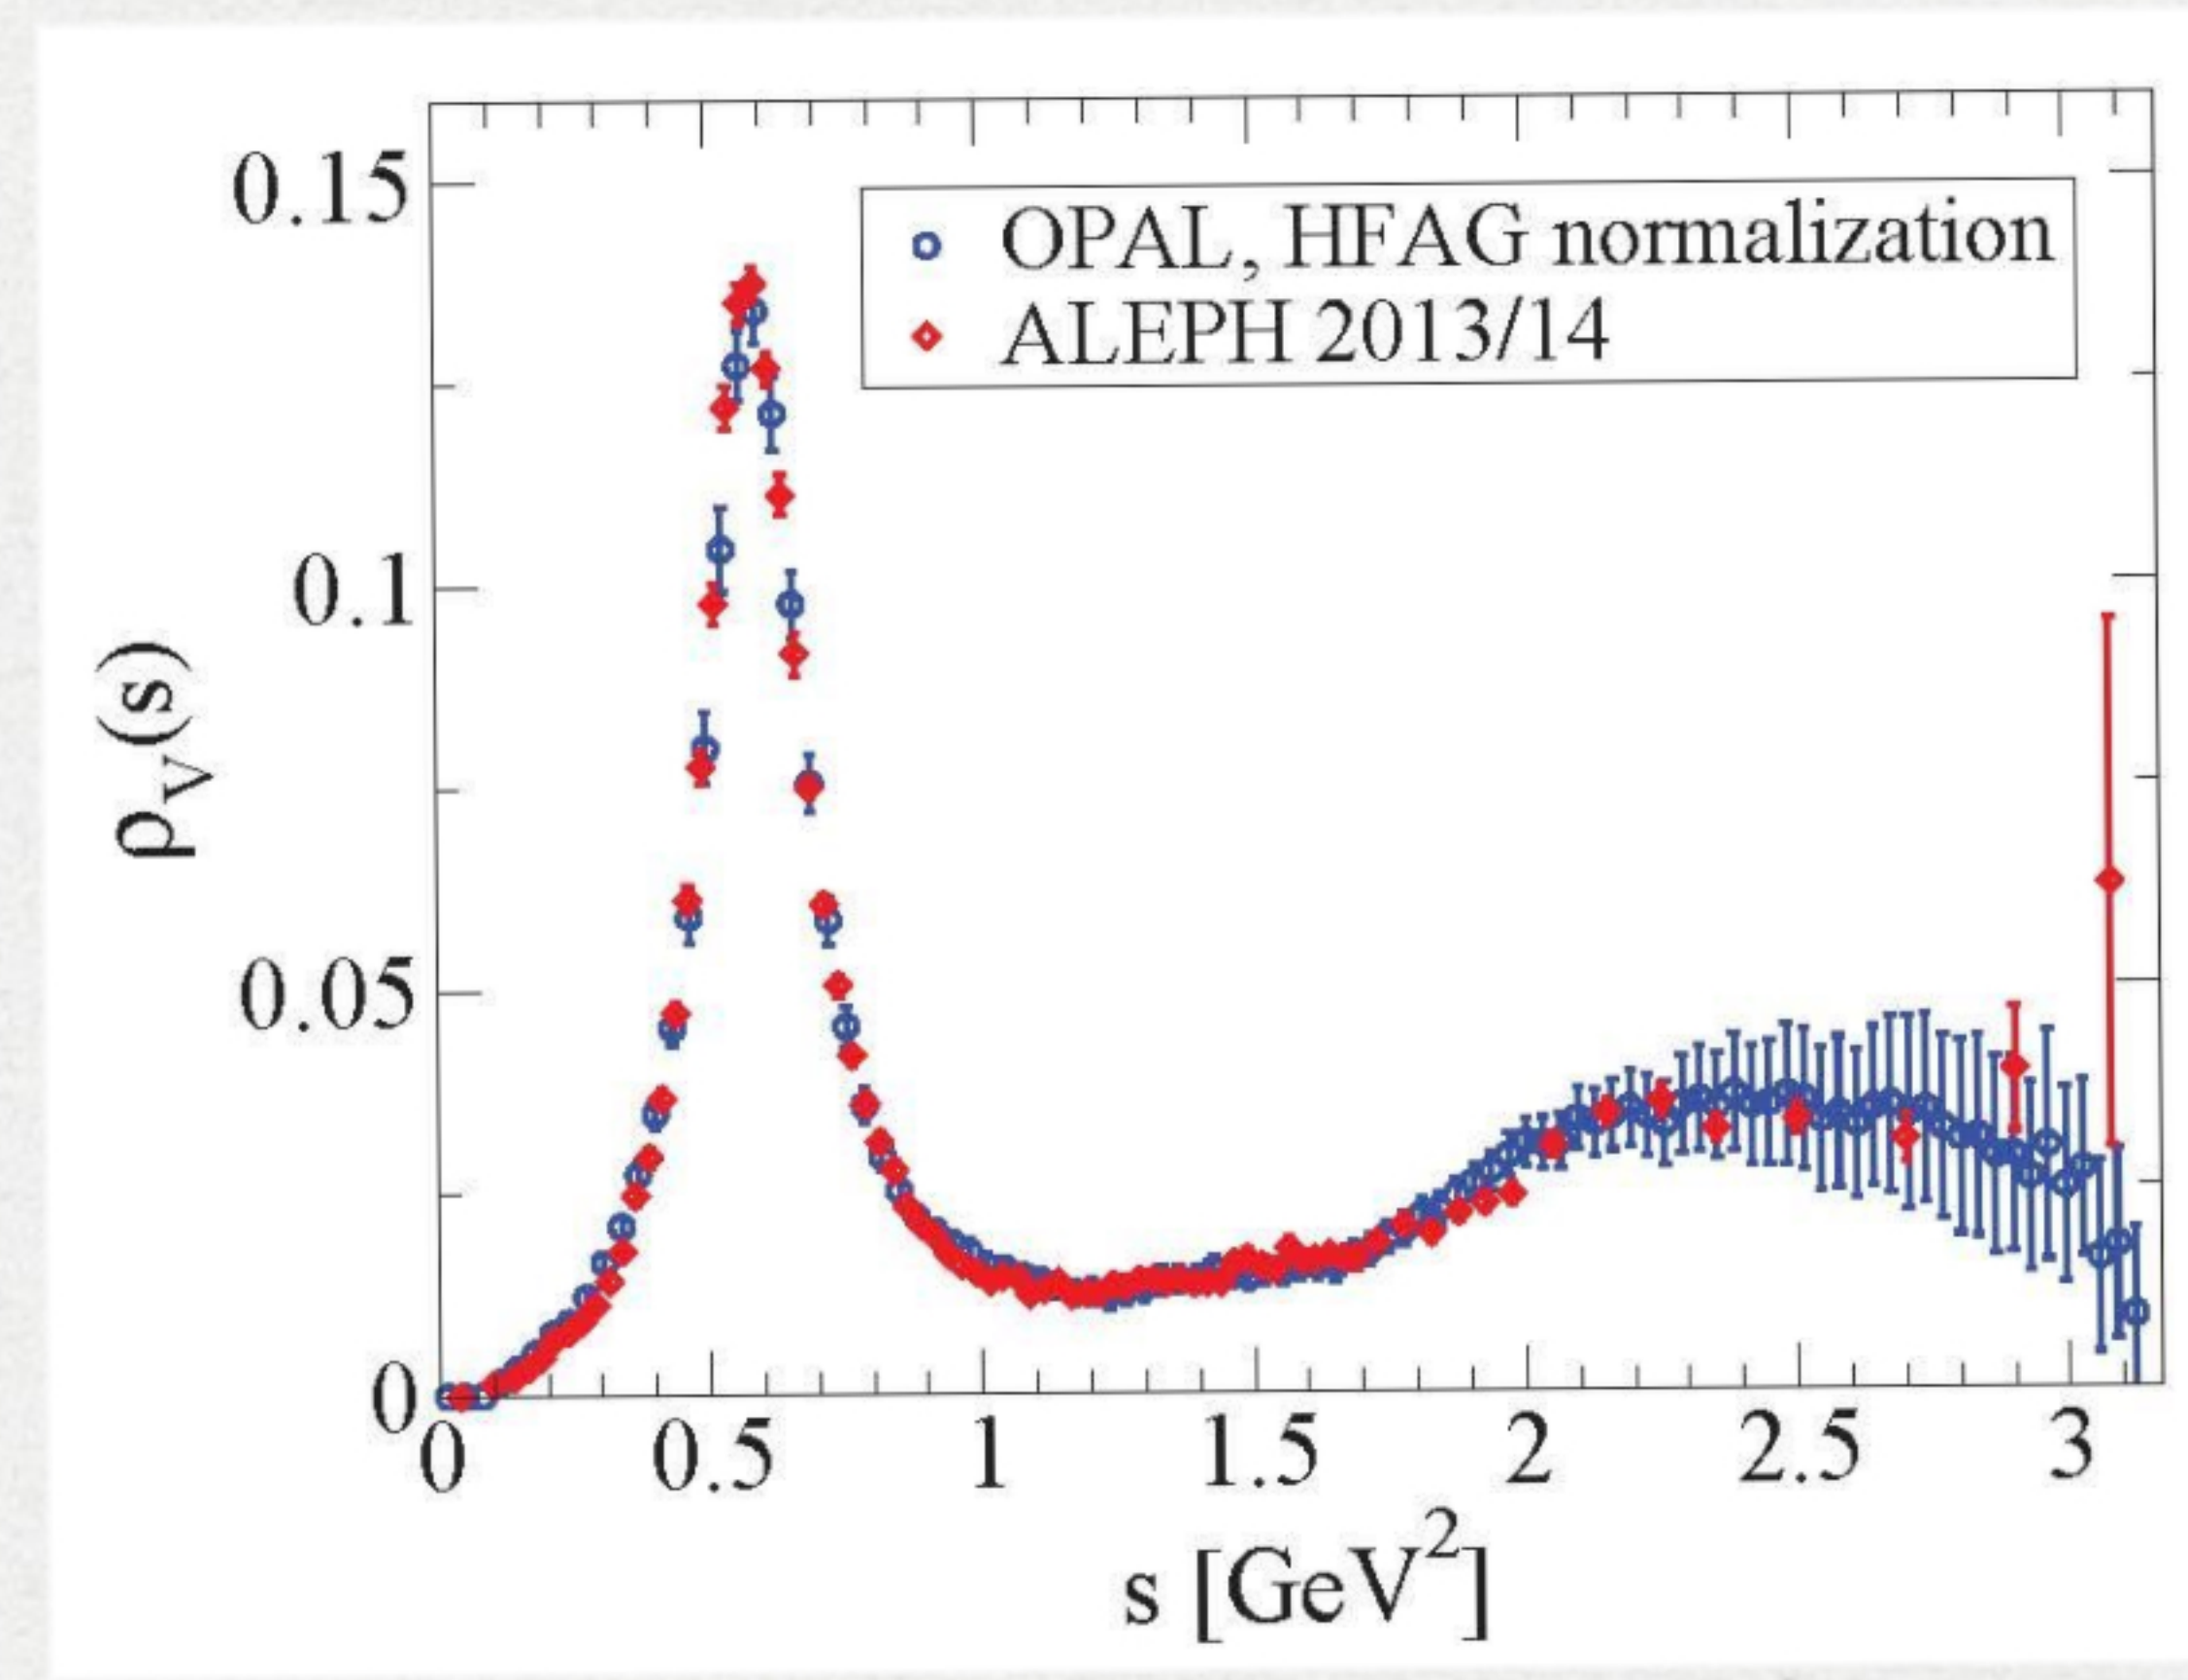 0.15
0.1
0.05
0
ρV(s)
OPAL, HFAG normalization
ALEPH 2013/14
0 0.5 1 1.5 2 2.5 3
s [GeV²]